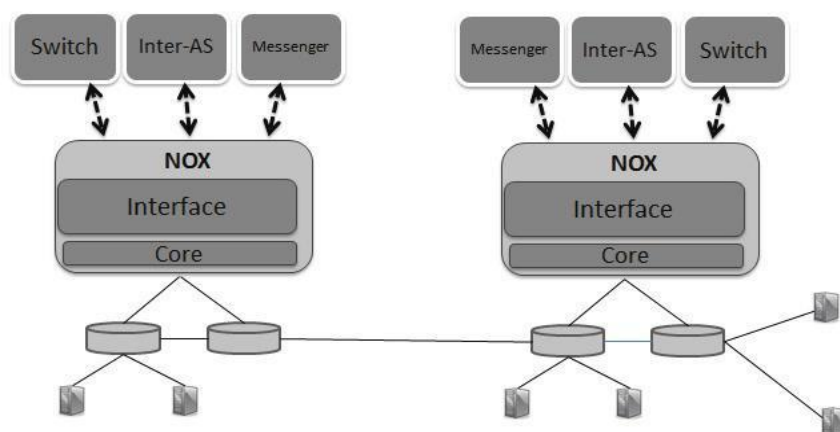 Switch
Inter-AS
Messenger
Messenger
Inter-AS
Switch
NOX
Interface
Core
NOX
Interface
Core